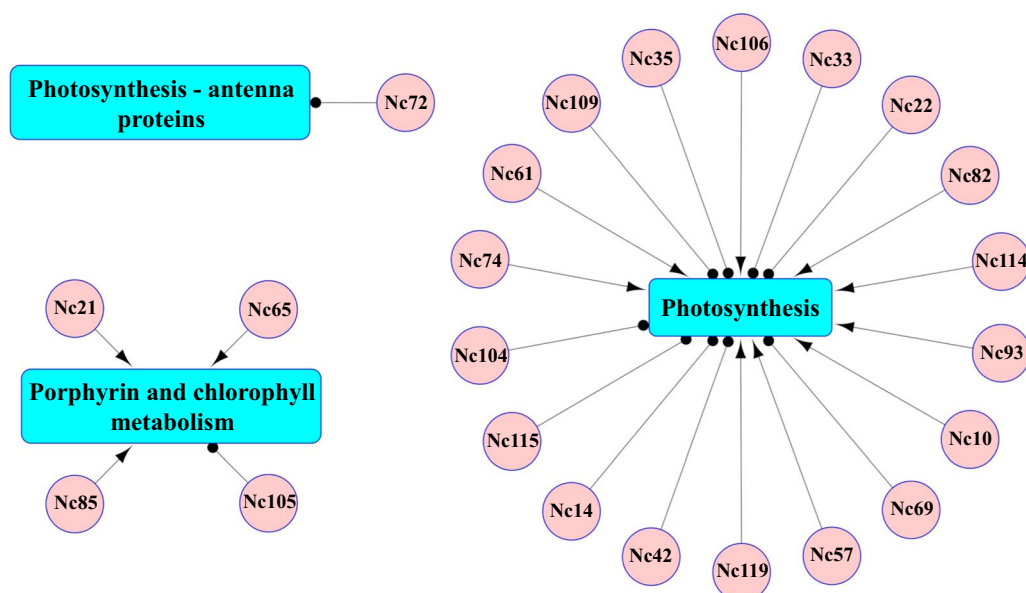 Nc106
Nc35
Nc33
Photosynthesis - antenna
proteins
Nc72
Nc109
Nc22
Nc61
Nc82
Nc74
Nc114
Nc21
Nc65
Photosynthesis
Nc104
Nc93
Porphyrin and chlorophyll
metabolism
Nc115
Nc10
Nc85
Nc105
Nc14
Nc69
Nc42
Nc119
Nc57